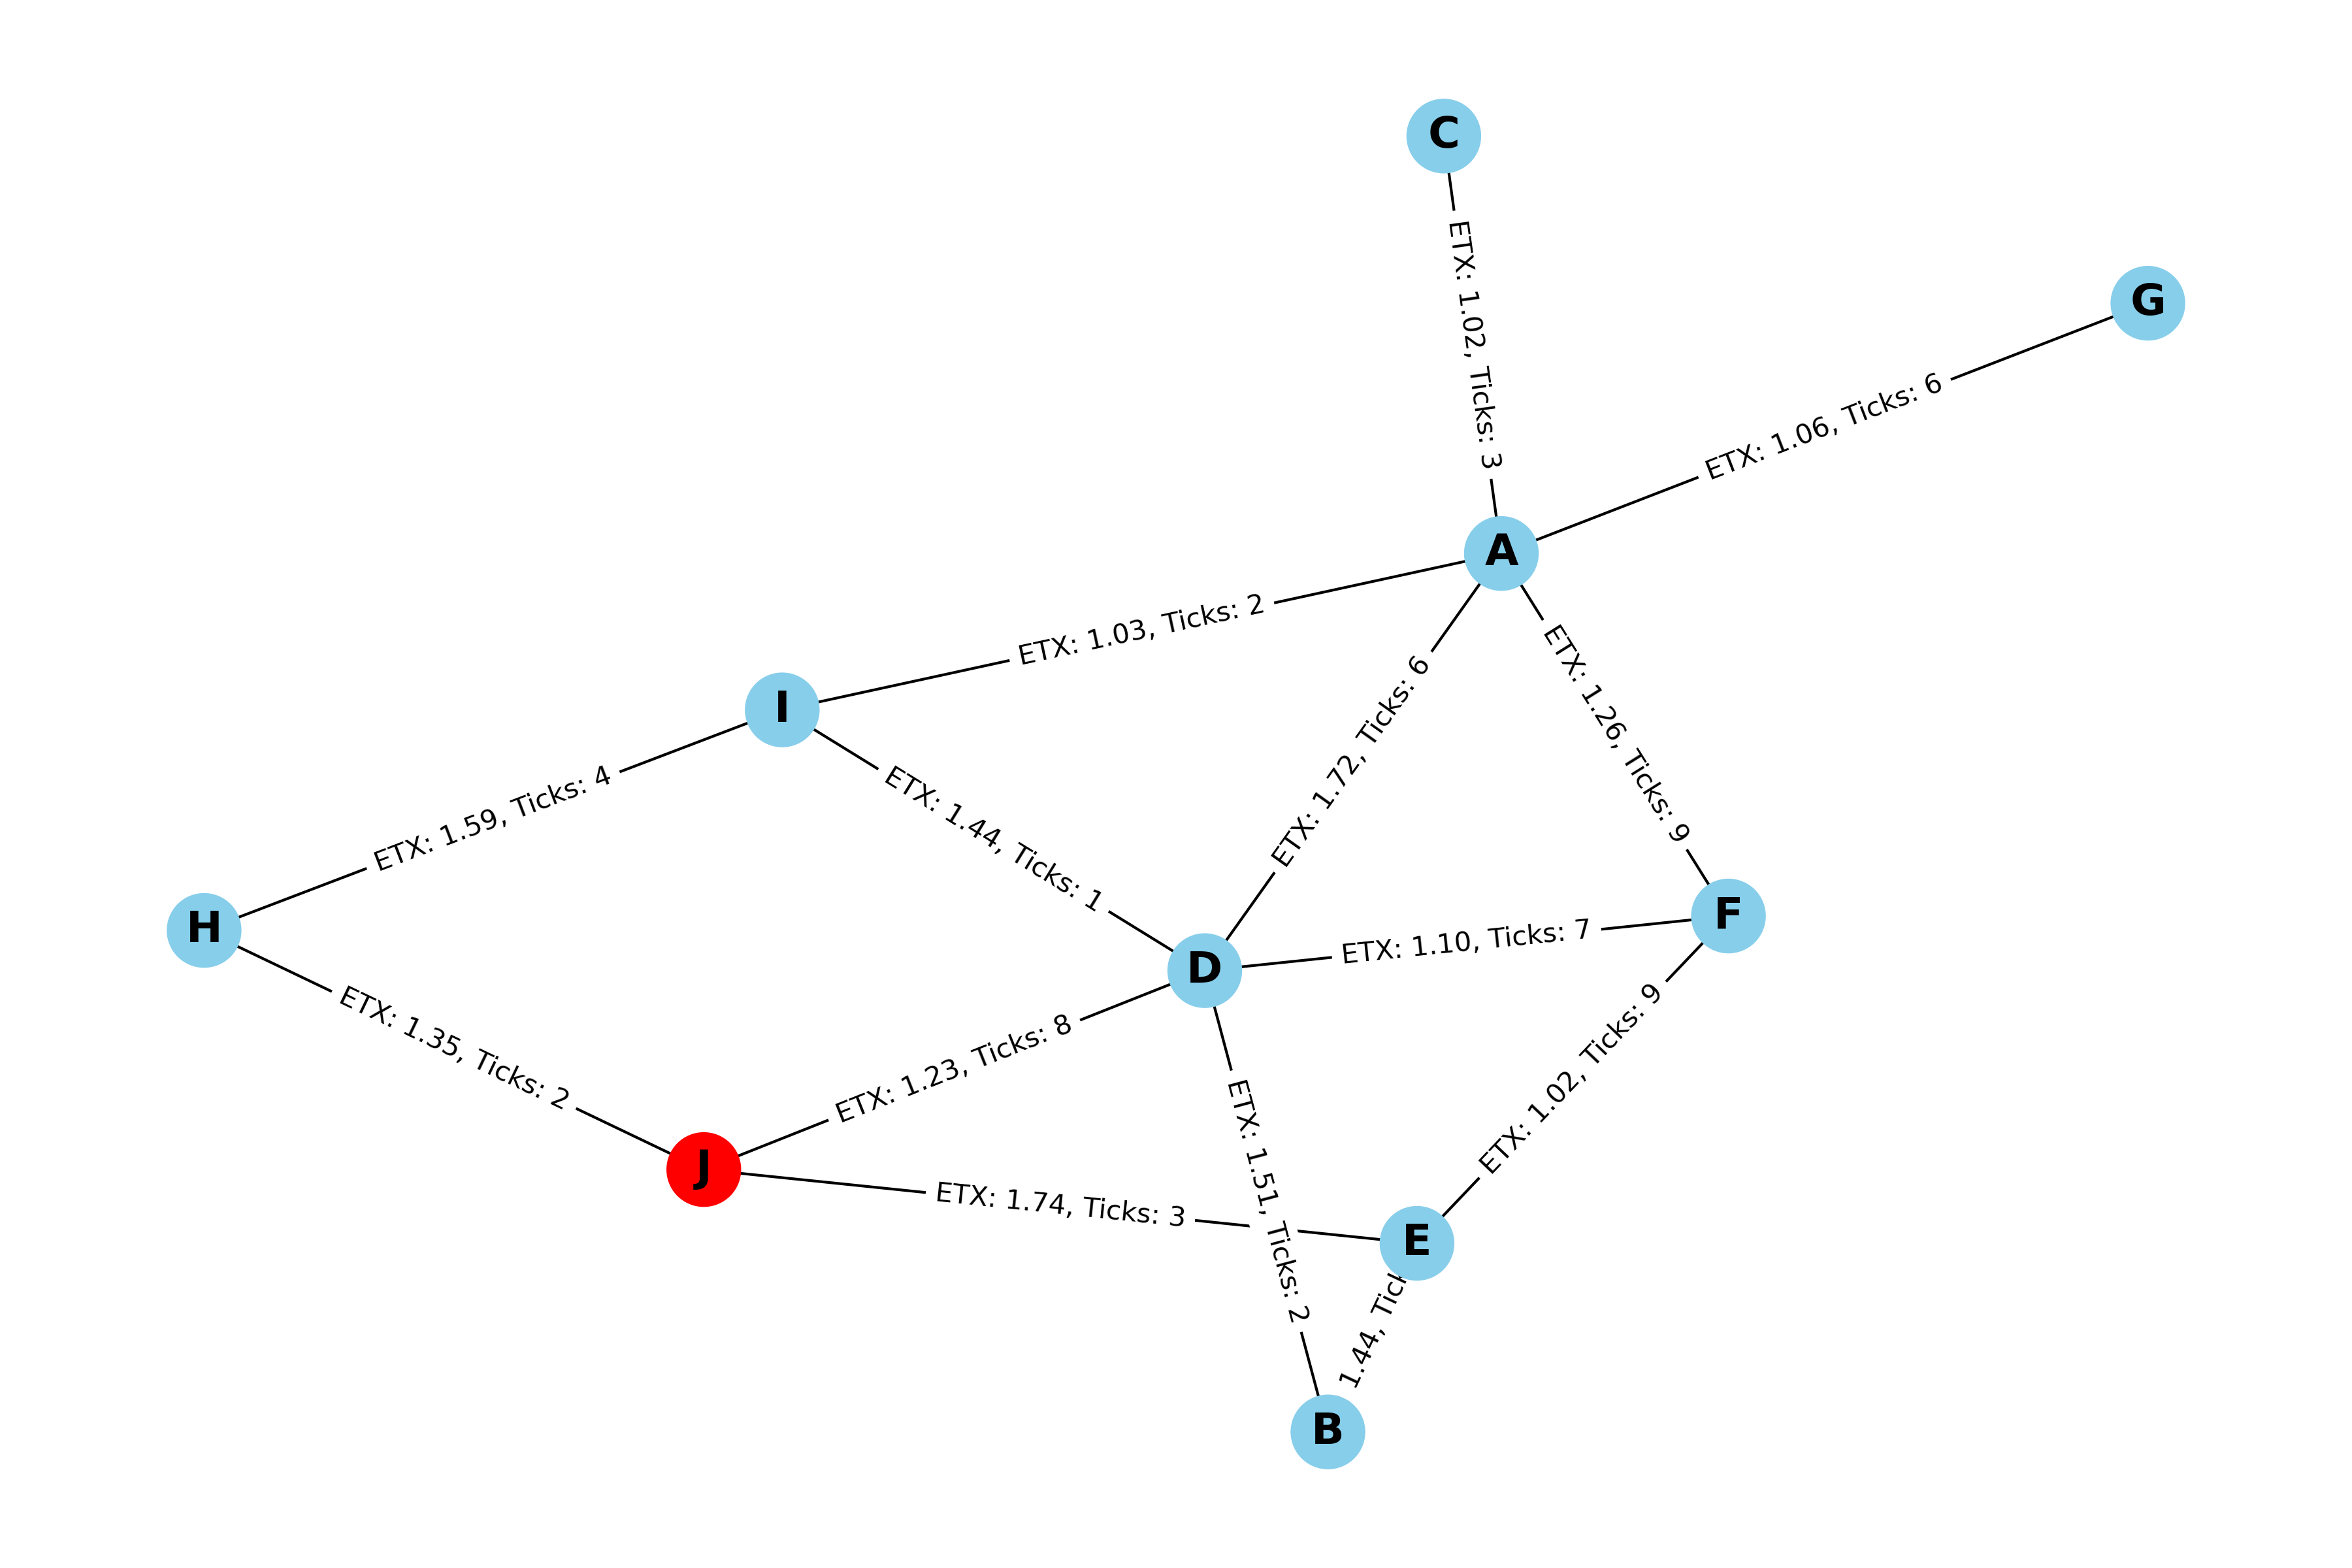 C
G
ETX: 1.02, Ticks: 3
ETX: 1.06, Ticks: 6
A
ETX: 1.03, Ticks: 2
I
ETX: 1.72, Ticks: 6
ETX: 1.26, Ticks: 9
ETX: 1.59, Ticks: 4
ETX: 1.44, Ticks: 1
H
F
D
ETX: 1.10, Ticks: 7
ETX: 1.35, Ticks: 2
ETX: 1.23, Ticks: 8
ETX: 1.02, Ticks: 9
J
ETX: 1.51, Ticks: 2
ETX: 1.74, Ticks: 3
E
1.44,
B